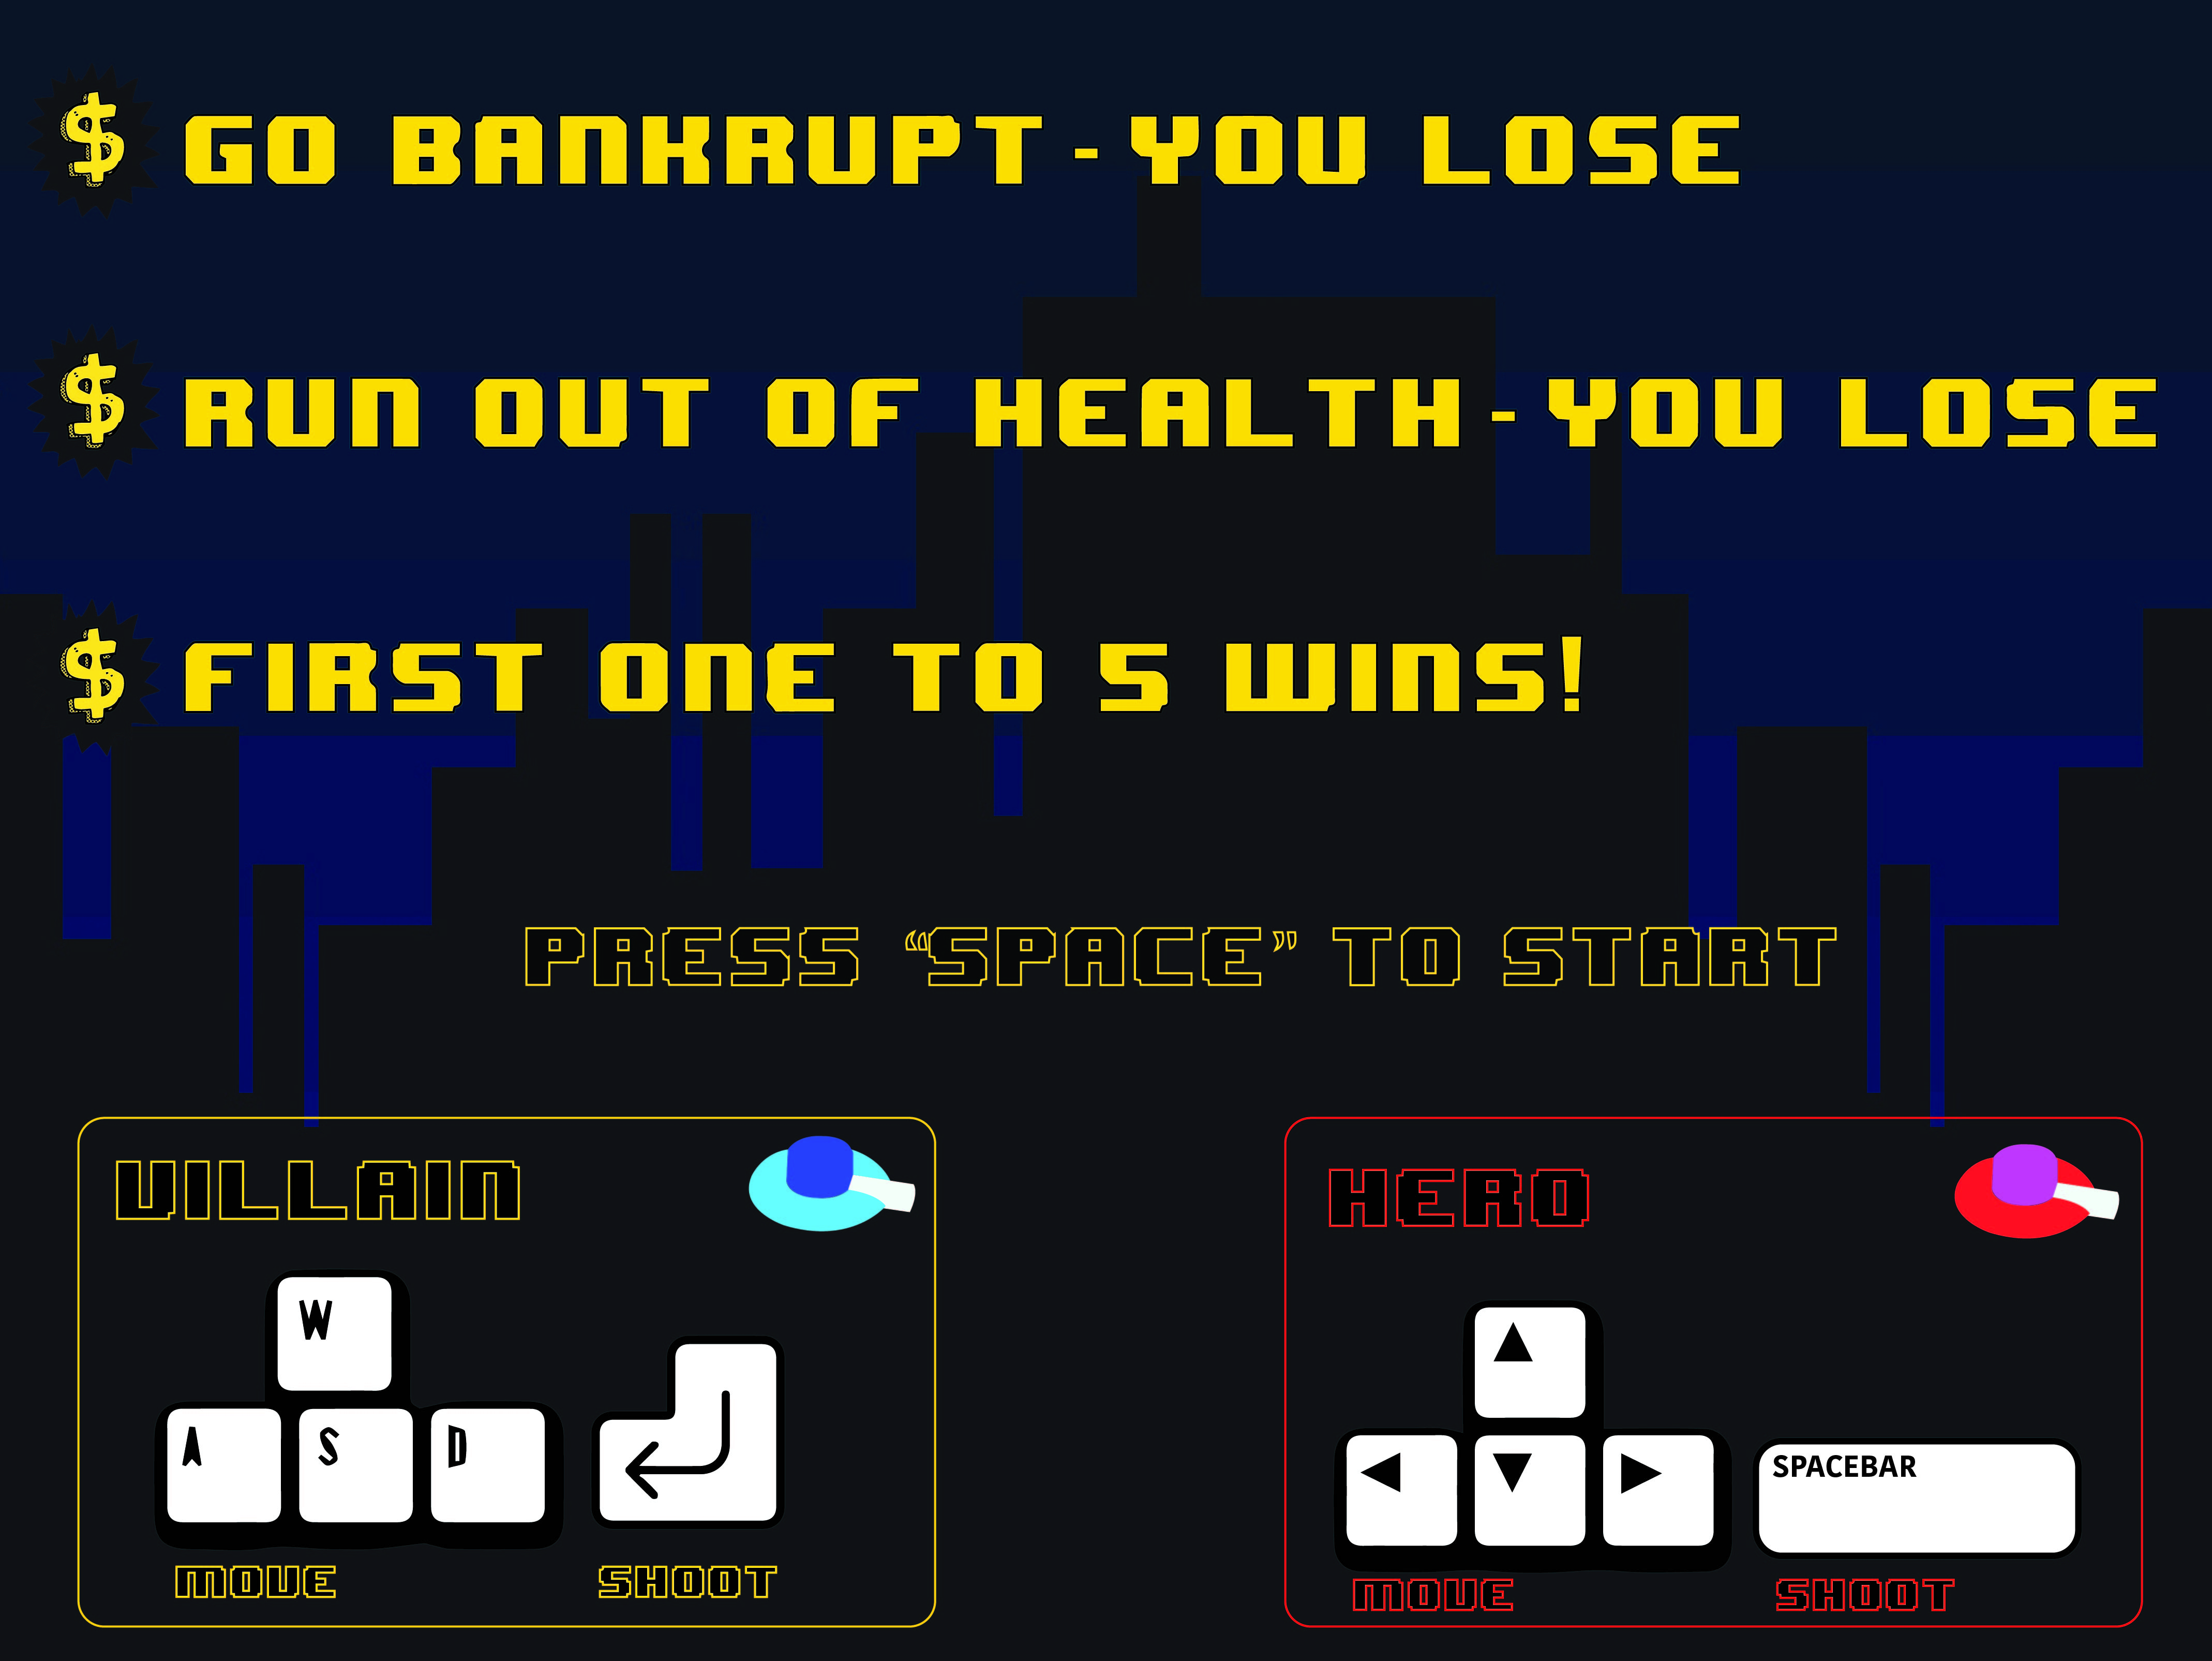 $ GO BANKRUPT - YOU LOSE
$ RUN OUT OF HEALTH - YOU LOSE
$ FIRST ONE TO 5 WINS!
PRESS “SPACE” TO START
VILLAIN
W
A S D
MOVE SHOOT
HERO
SPACEBAR
MOVE SHOOT